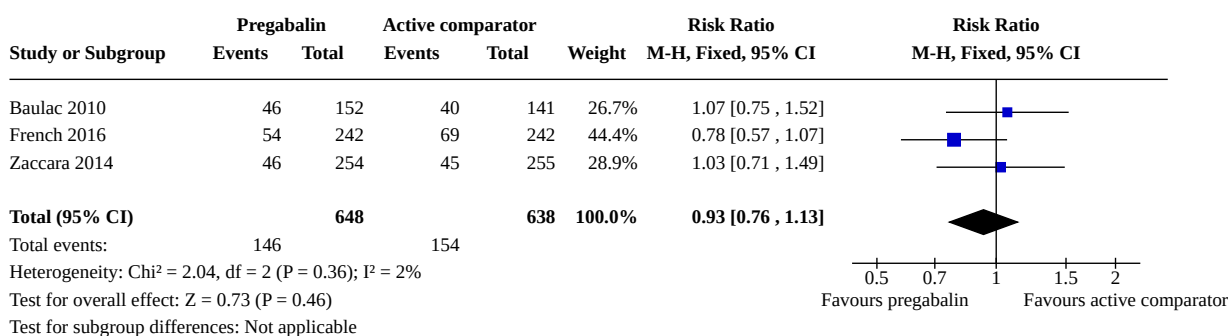 Pregabalin Active comparator Risk Ratio Risk Ratio
Study or Subgroup Events Total Events Total Weight M-H, Fixed, 95% CI M-H, Fixed, 95% CI
Baulac 2010 46 152 40 141 26.7% 1.07 [0.75 , 1.52]
French 2016 54 242 69 242 44.4% 0.78 [0.57 , 1.07]
Zaccara 2014 46 254 45 255 28.9% 1.03 [0.71 , 1.49]
Total (95% CI) 648 638 100.0% 0.93 [0.76 , 1.13]
Total events: 146 154
Heterogeneity: Chi² = 2.04, df = 2 (P = 0.36); I² = 2%
0.5 0.7 1 1.5 2
Test for overall effect: Z = 0.73 (P = 0.46) Favours pregabalin Favours active comparator
Test for subgroup differences: Not applicable